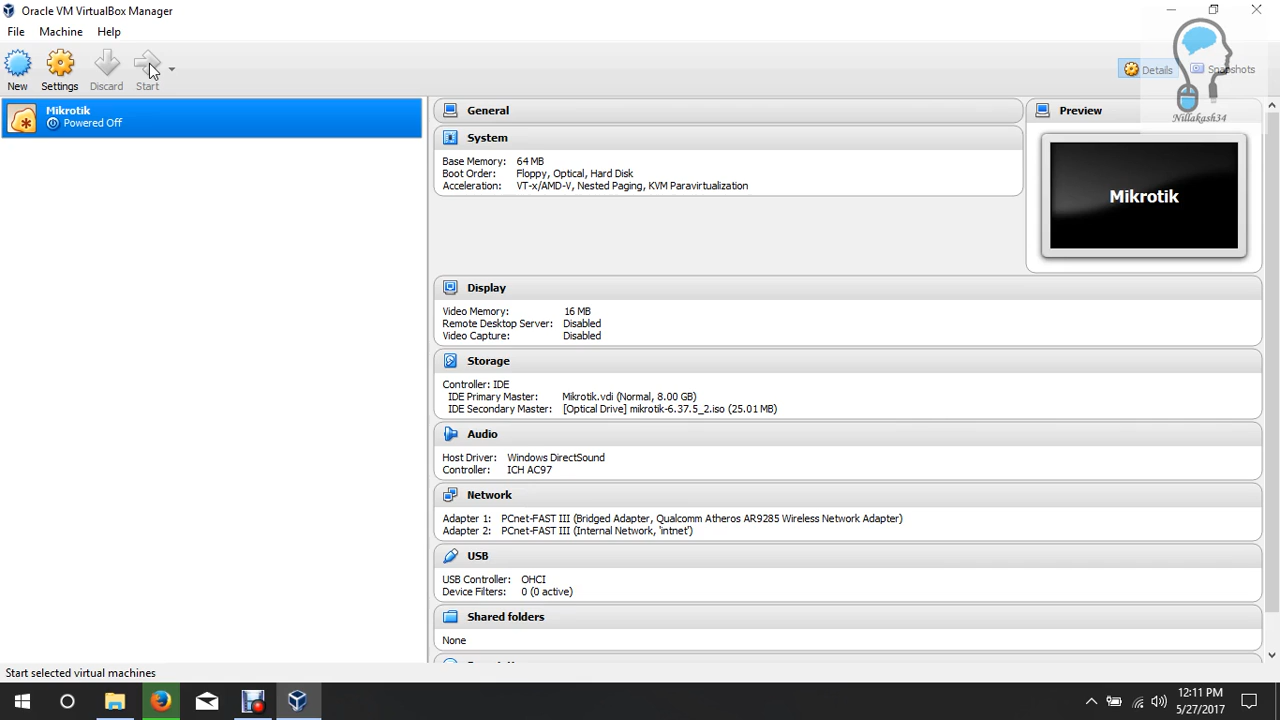 Oracle VM VirtualBox Manager
File Machine Help
New Settings Discard Start
Details Snapshots
Nillakash34
Mikrotik
Powered Off
General
System
Base Memory: 64 MB
Boot Order: Floppy, Optical, Hard Disk
Acceleration: VT-x/AMD-V, Nested Paging, KVM Paravirtualization
Preview
Mikrotik
Display
Video Memory: 16 MB
Remote Desktop Server: Disabled
Video Capture: Disabled
Storage
Controller: IDE
IDE Primary Master: Mikrotik.vdi (Normal, 8.00 GB)
IDE Secondary Master: [Optical Drive] mikrotik-6.37.5_2.iso (25.01 MB)
Audio
Host Driver: Windows DirectSound
Controller: ICH AC97
Network
Adapter 1: PCnet-FAST III (Bridged Adapter, Qualcomm Atheros AR9285 Wireless Network Adapter)
Adapter 2: PCnet-FAST III (Internal Network, 'intnet')
USB
USB Controller: OHCI
Device Filters: 0 (0 active)
Shared folders
None
Start selected virtual machines
12:11 PM
5/27/2017